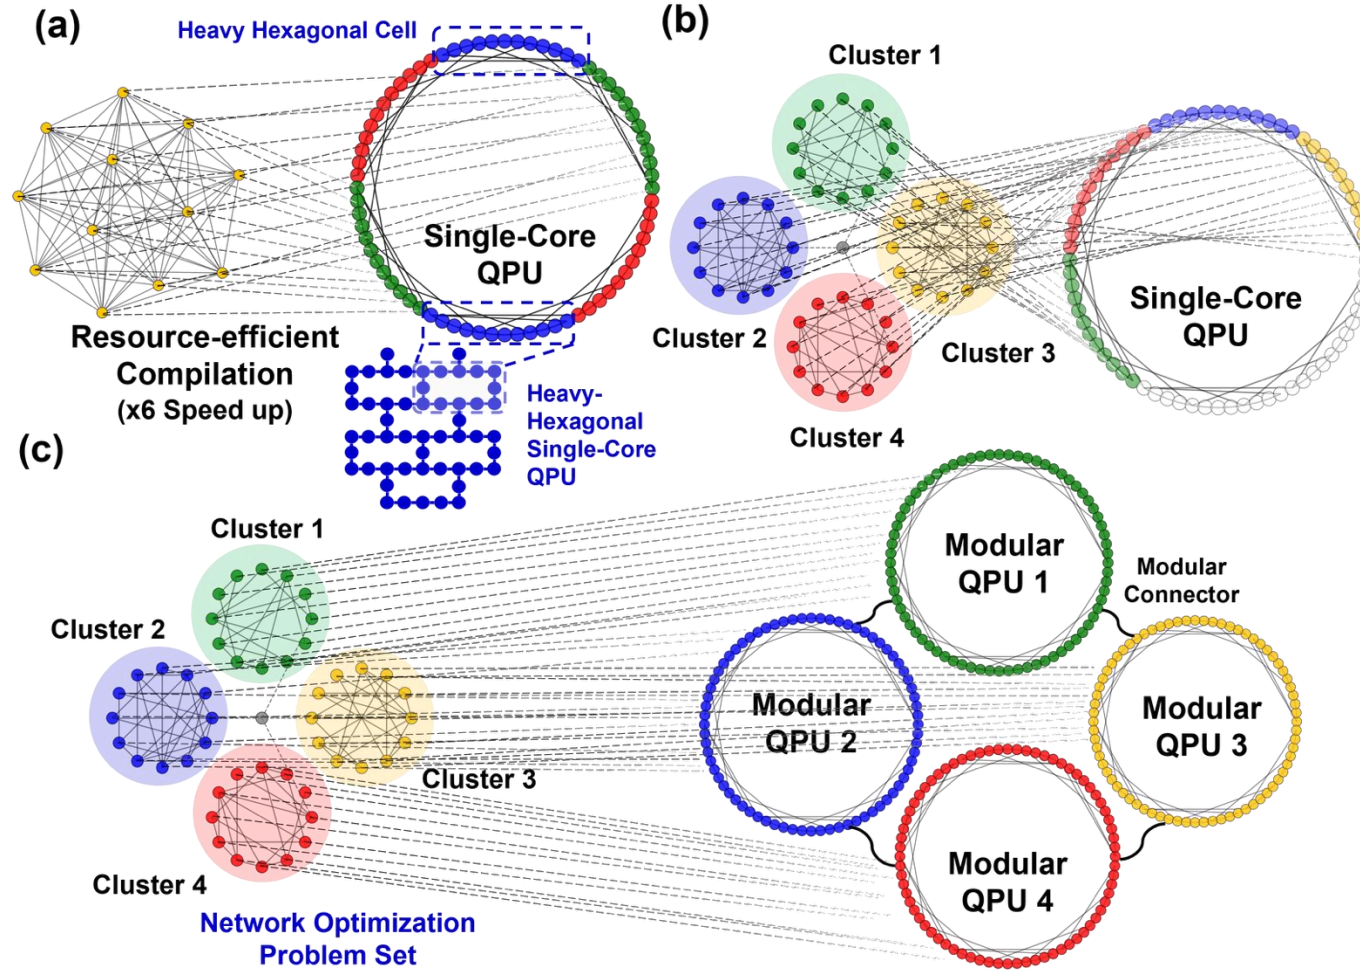 (a)
Heavy Hexagonal Cell
Single-Core
QPU
Resource-efficient
Compilation
(x6 Speed up)
Heavy-
Hexagonal
Single-Core
QPU
(b)
Cluster 1
Cluster 2
Cluster 3
Cluster 4
Single-Core
QPU
(c)
Cluster 1
Cluster 2
Cluster 3
Cluster 4
Network Optimization
Problem Set
Modular
QPU 1
Modular
Connector
Modular
QPU 2
Modular
QPU 3
Modular
QPU 4